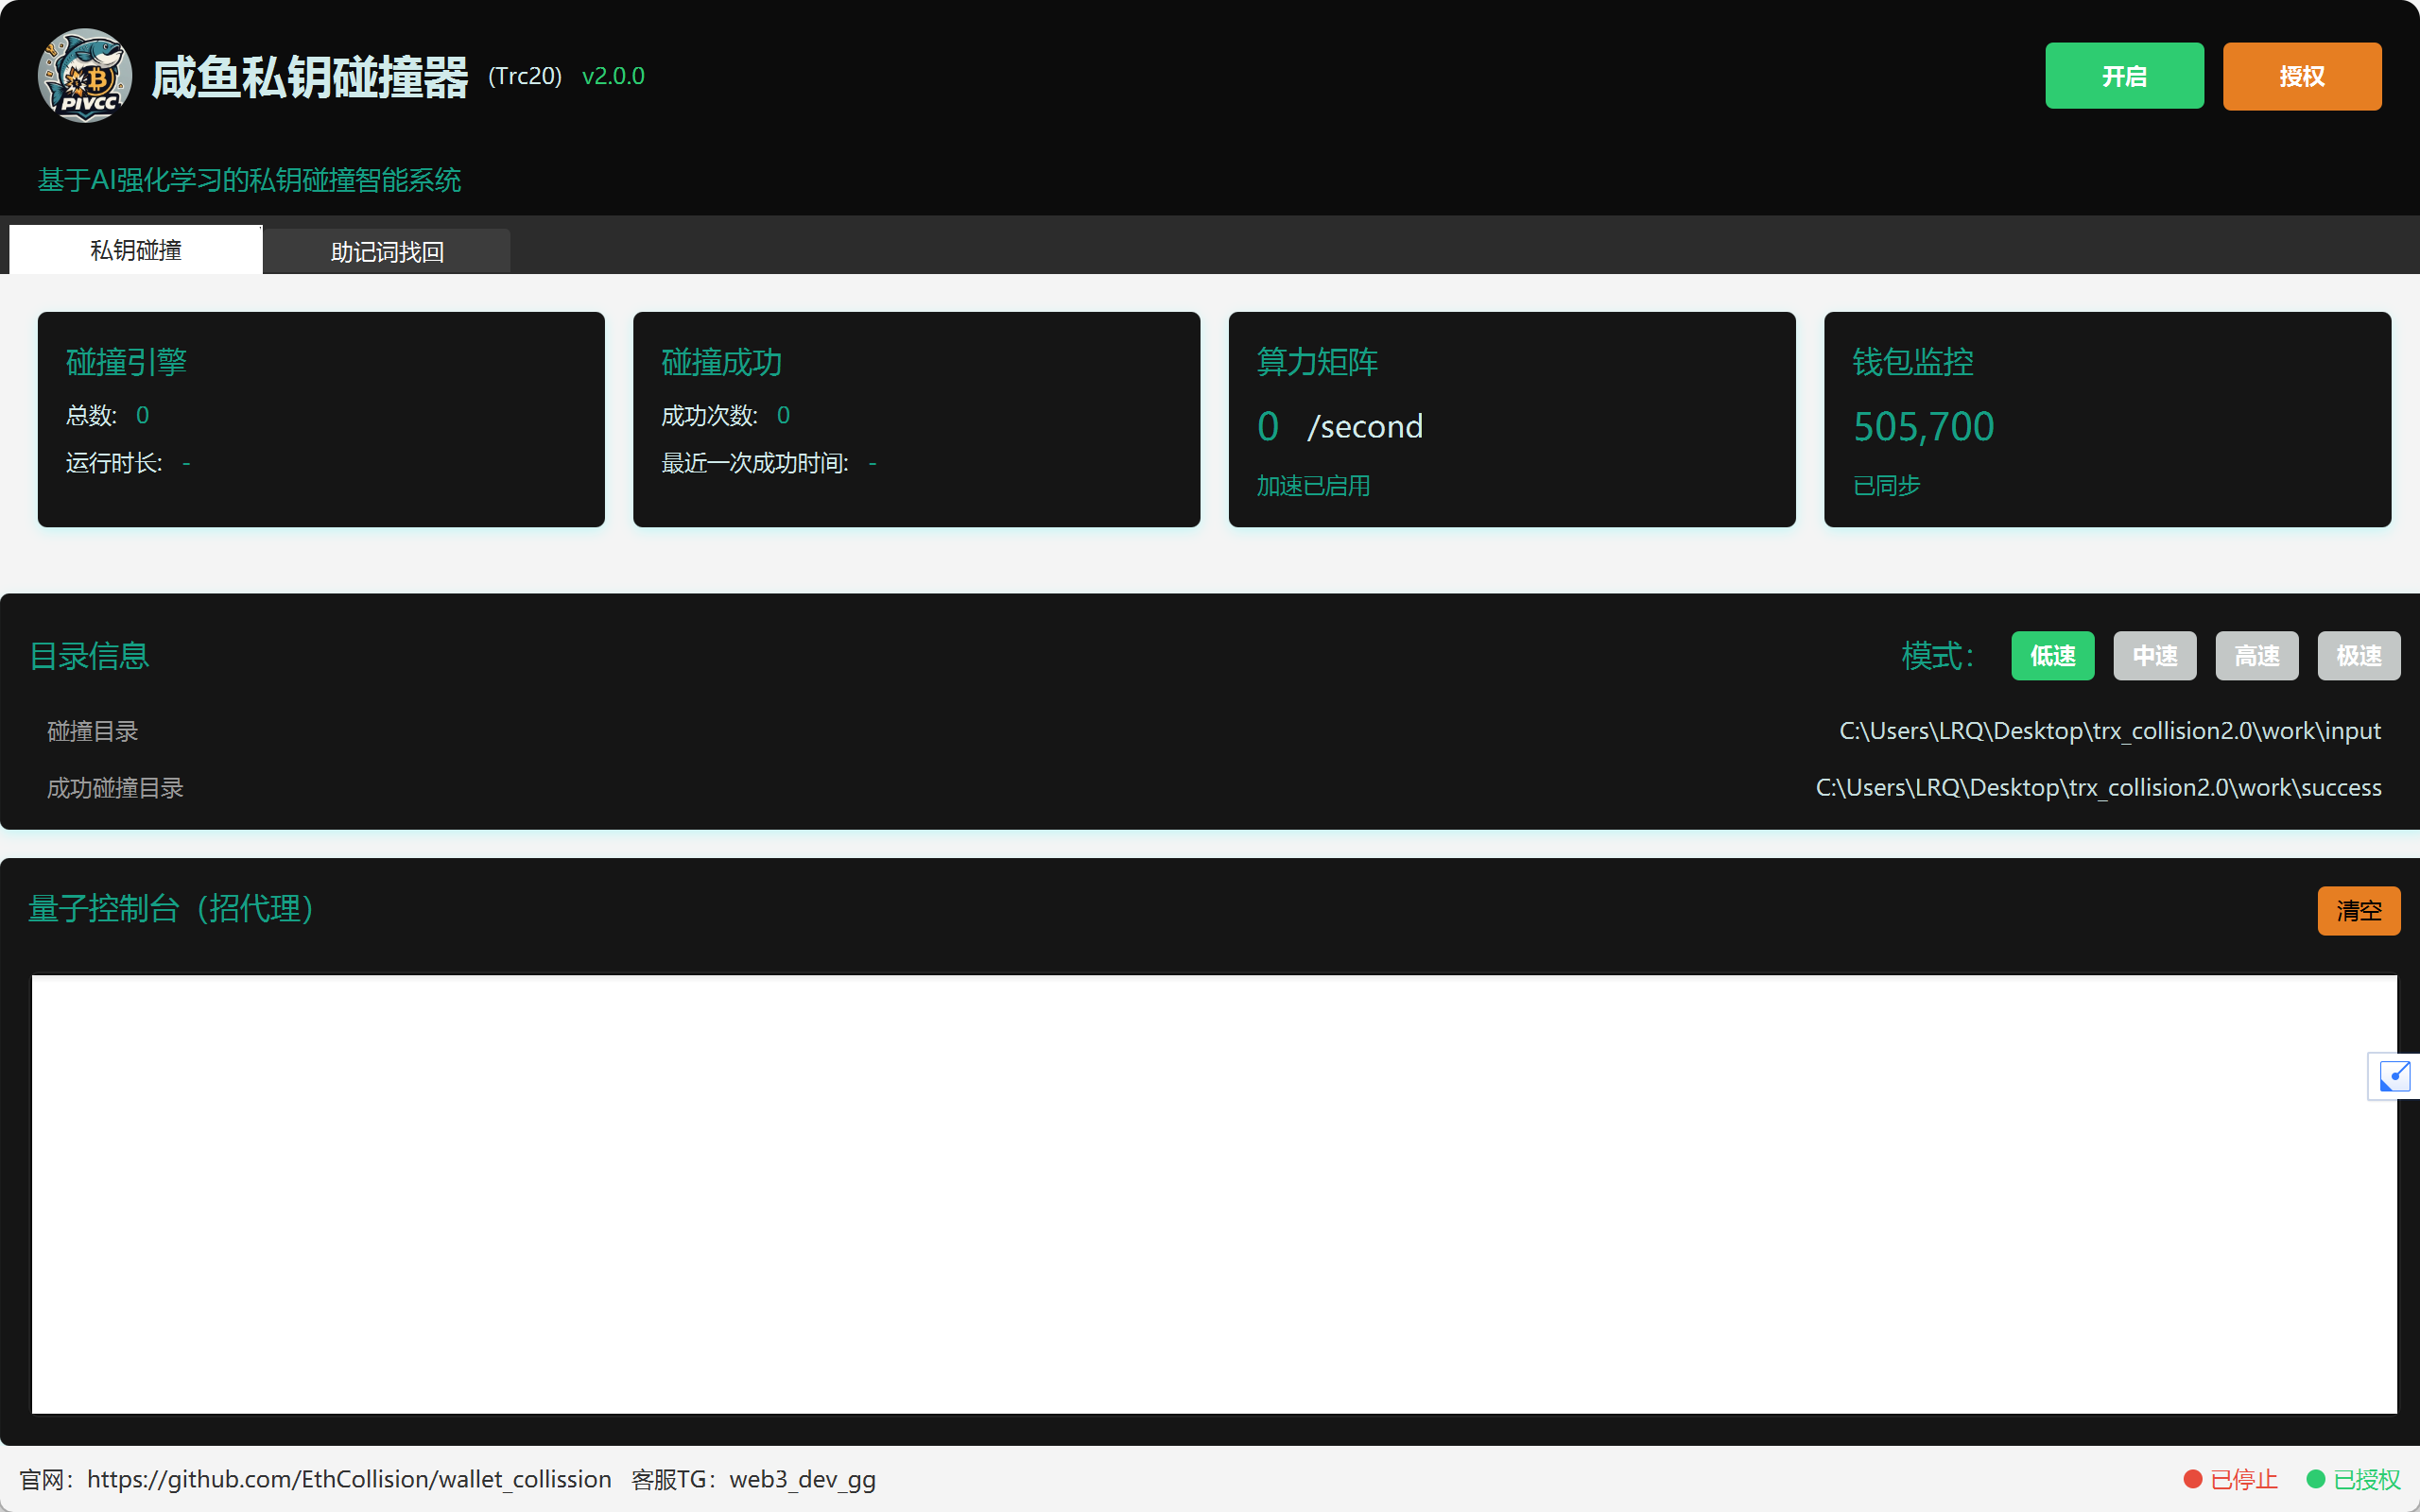 PIVCC
咸鱼私钥碰撞器 (Trc20) v2.0.0
开启 授权
基于AI强化学习的私钥碰撞智能系统
私钥碰撞 助记词找回
碰撞引擎
总数: 0
运行时长: -
碰撞成功
成功次数: 0
最近一次成功时间: -
算力矩阵
0 /second
加速已启用
钱包监控
505,700
已同步
目录信息
模式: 低速 中速 高速 极速
碰撞目录 C:\Users\LRQ\Desktop\trx_collision2.0\work\input
成功碰撞目录 C:\Users\LRQ\Desktop\trx_collision2.0\work\success
量子控制台（招代理） 清空
官网：https://github.com/EthCollision/wallet_collission 客服TG：web3_dev_gg 已停止 已授权